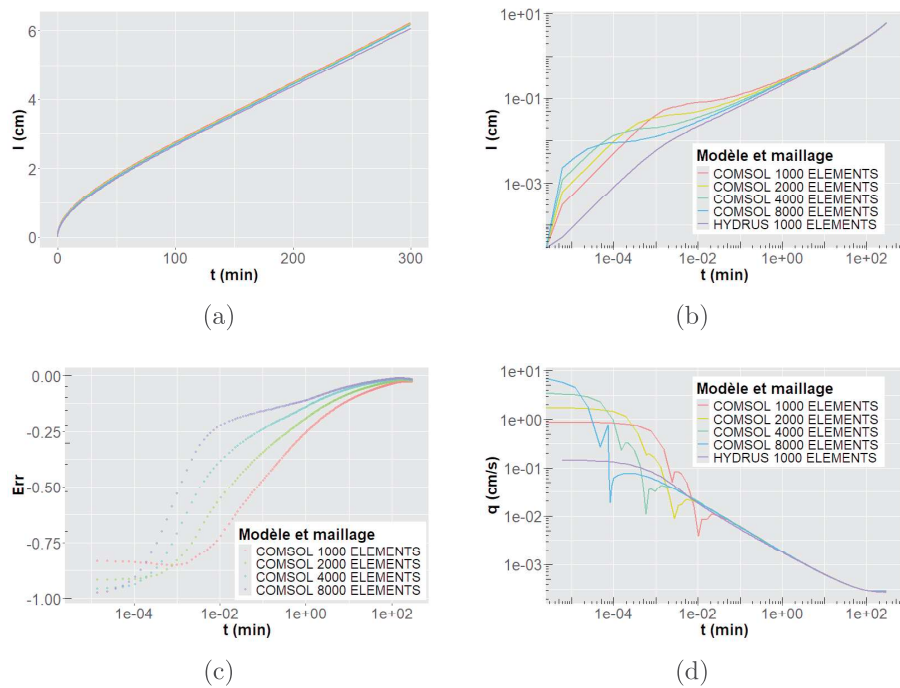 I (cm)
6
4
2
0
0
100
200
300
t (min)
(a)
I (cm)
1e+01
1e-01
1e-03
Modèle et maillage
COMSOL 1000 ELEMENTS
COMSOL 2000 ELEMENTS
COMSOL 4000 ELEMENTS
COMSOL 8000 ELEMENTS
HYDRUS 1000 ELEMENTS
1e-04
1e-02
1e+00
1e+02
t (min)
(b)
Err
0.00
-0.25
-0.50
-0.75
-1.00
Modèle et maillage
COMSOL 1000 ELEMENTS
COMSOL 2000 ELEMENTS
COMSOL 4000 ELEMENTS
COMSOL 8000 ELEMENTS
1e-04
1e-02
1e+00
1e+02
t (min)
(c)
q (cm/s)
1e+01
1e+00
1e-01
1e-02
1e-03
Modèle et maillage
COMSOL 1000 ELEMENTS
COMSOL 2000 ELEMENTS
COMSOL 4000 ELEMENTS
COMSOL 8000 ELEMENTS
HYDRUS 1000 ELEMENTS
1e-04
1e-02
1e+00
1e+02
t (min)
(d)